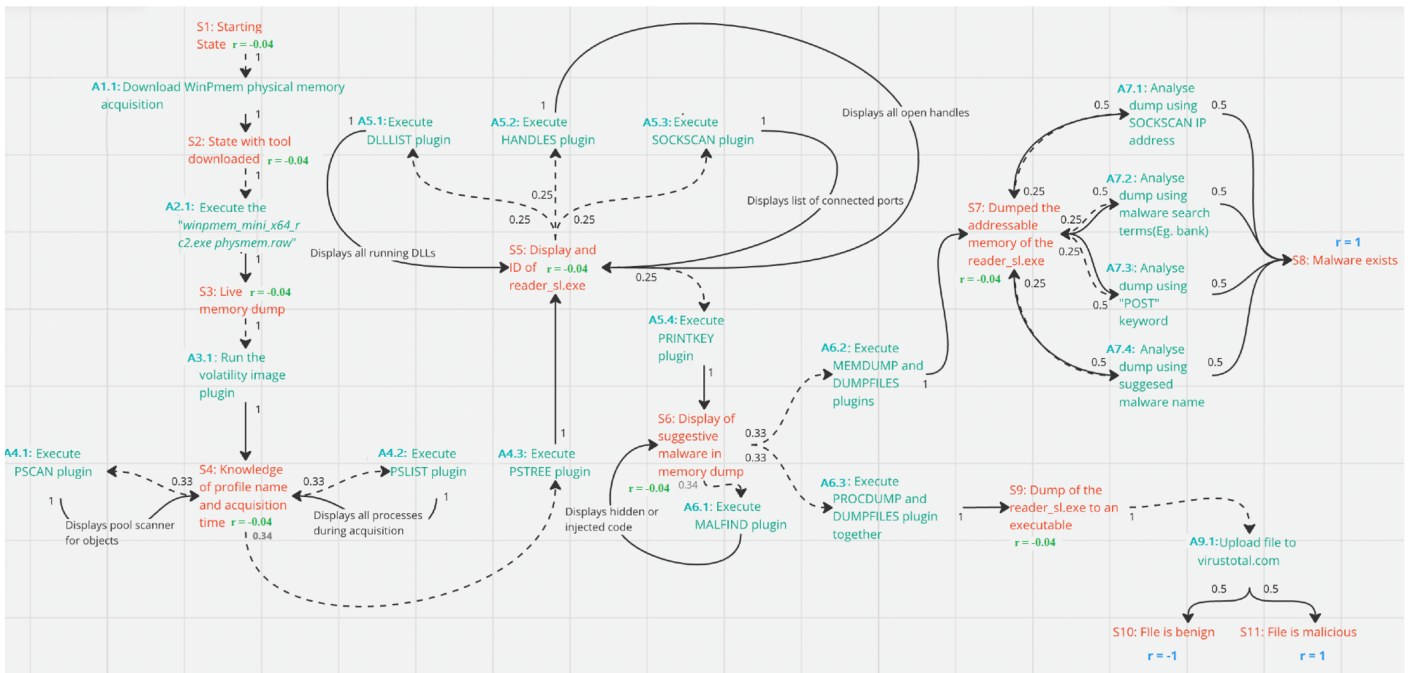 S1: Starting
State r = -0.04
1
A1.1: Download WinPmem physical memory
acquisition
1
S2: State with tool
downloaded r = -0.04
1
A2.1: Execute the
"winpmem_mini_x64_r
c2.exe physmem.raw"
1
S3: Live r = -0.04
memory dump
1
A3.1: Run the
volatility image
plugin
1
A4.1: Execute
PSCAN plugin
0.33
1
Displays pool scanner
for objects
S4: Knowledge
of profile name
and acquisition
time r = -0.04
0.34
0.33
A4.2: Execute
PSLIST plugin
1
Displays all processes
during acquisition
A4.3: Execute
PSTREE plugin
1
1
A5.1: Execute
DLLLIST plugin
Displays all running DLLs
1
A5.2: Execute
HANDLES plugin
Displays all open handles
A5.3: Execute
SOCKSCAN plugin
1
Displays list of connected ports
0.25
0.25
0.25
S5: Display and
ID of r = -0.04
reader_sl.exe
0.25
A5.4: Execute
PRINTKEY
plugin
1
S6: Display of
suggestive
malware in
memory dump
r = -0.04
0.34
0.33
0.33
Displays hidden or
injected code
A6.1: Execute
MALFIND plugin
A6.2: Execute
MEMDUMP and
DUMPFILES
plugins
1
A6.3: Execute
PROCDUMP and
DUMPFILES plugin
together
1
S7: Dumped the
addressable
memory of the
reader_sl.exe
r = -0.04
0.25
0.25
0.25
0.25
A7.1: Analyse
dump using
SOCKSCAN IP
address
0.5
0.5
A7.2: Analyse
dump using
malware search
terms(Eg. bank)
0.5
0.5
A7.3: Analyse
dump using
"POST"
keyword
0.5
0.5
A7.4: Analyse
dump using
suggesed
malware name
0.5
0.5
r = 1
S8: Malware exists
S9: Dump of the
reader_sl.exe to an
executable
r = -0.04
1
A9.1: Upload file to
virustotal.com
0.5
0.5
S10: FIle is benign
r = -1
S11: File is malicious
r = 1